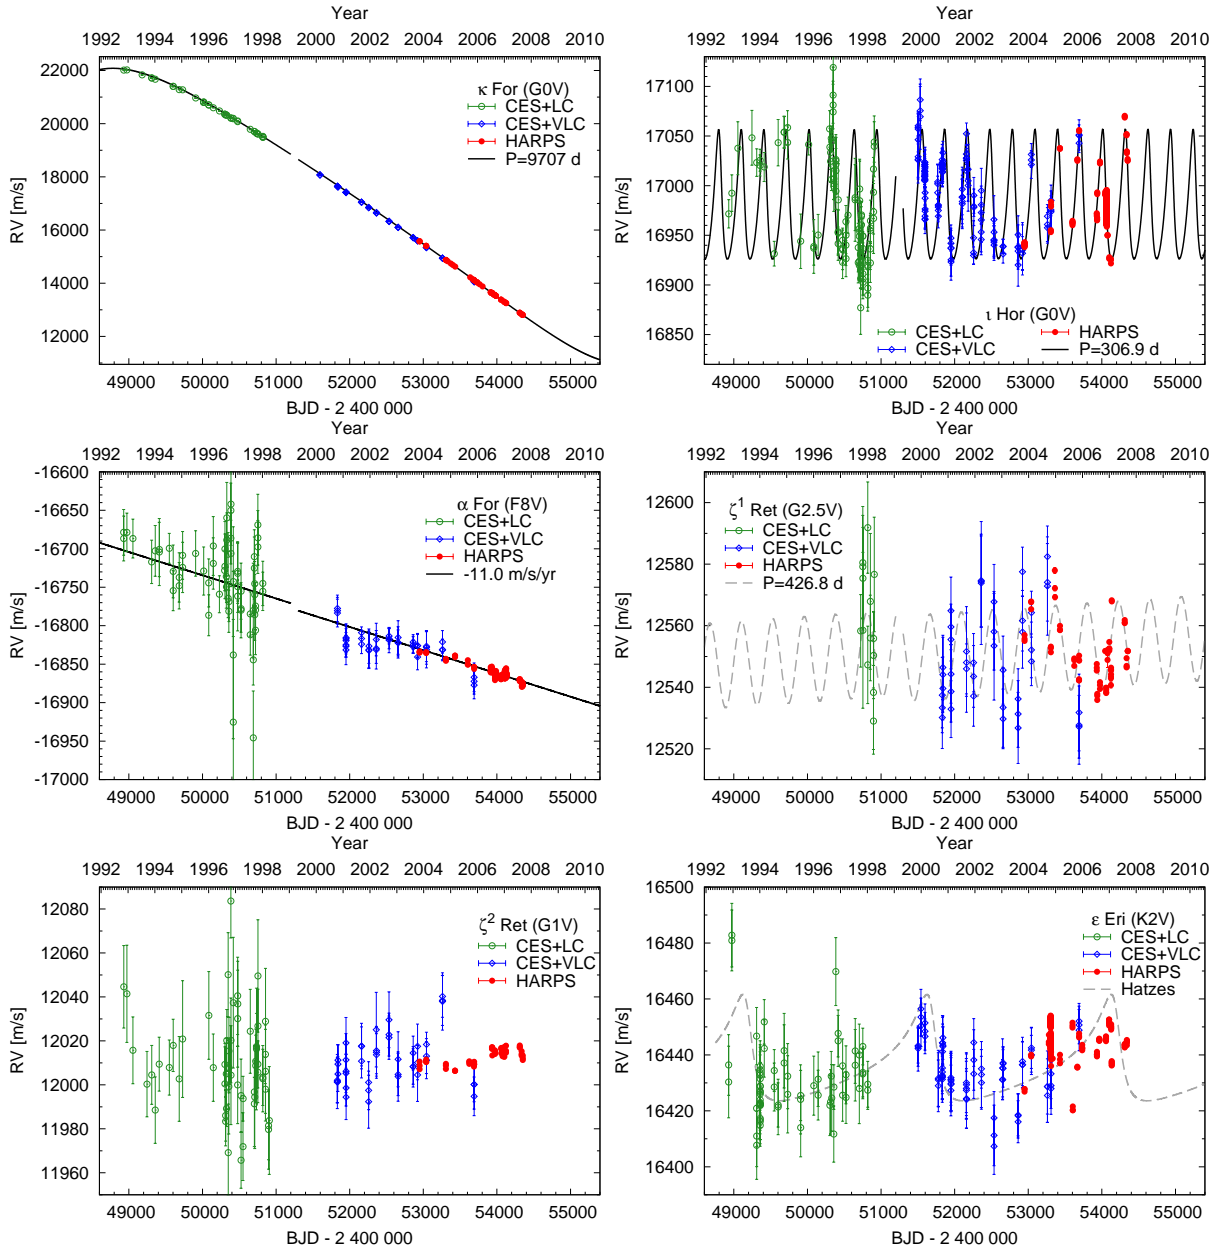 Year
1992 1994 1996 1998 2000 2002 2004 2006 2008 2010
22000
20000
18000
16000
14000
12000
RV [m/s]
κ For (G0V)
CES+LC
CES+VLC
HARPS
P=9707 d
49000 50000 51000 52000 53000 54000 55000
BJD - 2 400 000
Year
1992 1994 1996 1998 2000 2002 2004 2006 2008 2010
17100
17050
17000
16950
16900
16850
RV [m/s]
ι Hor (G0V)
CES+LC
CES+VLC
HARPS
P=306.9 d
49000 50000 51000 52000 53000 54000 55000
BJD - 2 400 000
Year
1992 1994 1996 1998 2000 2002 2004 2006 2008 2010
-16600
-16650
-16700
-16750
-16800
-16850
-16900
-16950
-17000
RV [m/s]
α For (F8V)
CES+LC
CES+VLC
HARPS
-11.0 m/s/yr
49000 50000 51000 52000 53000 54000 55000
BJD - 2 400 000
Year
1992 1994 1996 1998 2000 2002 2004 2006 2008 2010
12600
12580
12560
12540
12520
RV [m/s]
ζ¹ Ret (G2.5V)
CES+LC
CES+VLC
HARPS
P=426.8 d
49000 50000 51000 52000 53000 54000 55000
BJD - 2 400 000
Year
1992 1994 1996 1998 2000 2002 2004 2006 2008 2010
12080
12060
12040
12020
12000
11980
11960
RV [m/s]
ζ² Ret (G1V)
CES+LC
CES+VLC
HARPS
49000 50000 51000 52000 53000 54000 55000
BJD - 2 400 000
Year
1992 1994 1996 1998 2000 2002 2004 2006 2008 2010
16500
16480
16460
16440
16420
16400
RV [m/s]
ε Eri (K2V)
CES+LC
CES+VLC
HARPS
Hatzes
49000 50000 51000 52000 53000 54000 55000
BJD - 2 400 000